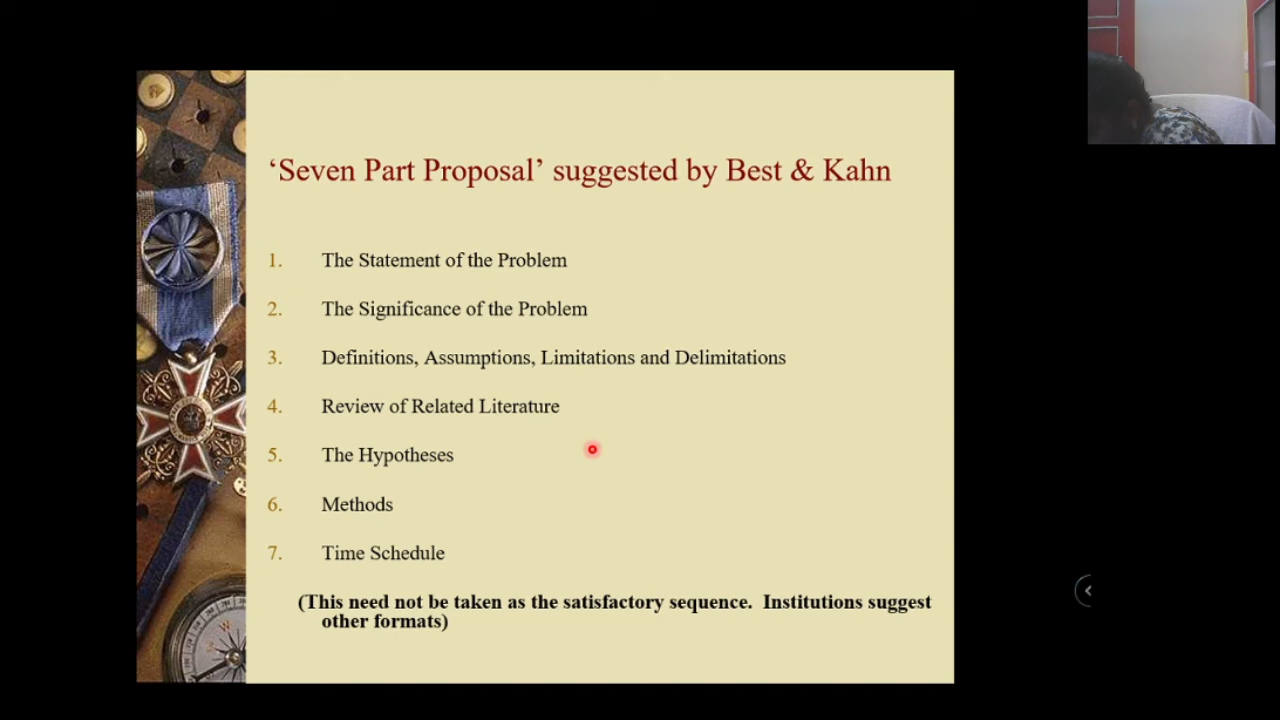 ‘Seven Part Proposal’ suggested by Best & Kahn
1. The Statement of the Problem
2. The Significance of the Problem
3. Definitions, Assumptions, Limitations and Delimitations
4. Review of Related Literature
5. The Hypotheses
6. Methods
7. Time Schedule
(This need not be taken as the satisfactory sequence.  Institutions suggest
other formats)